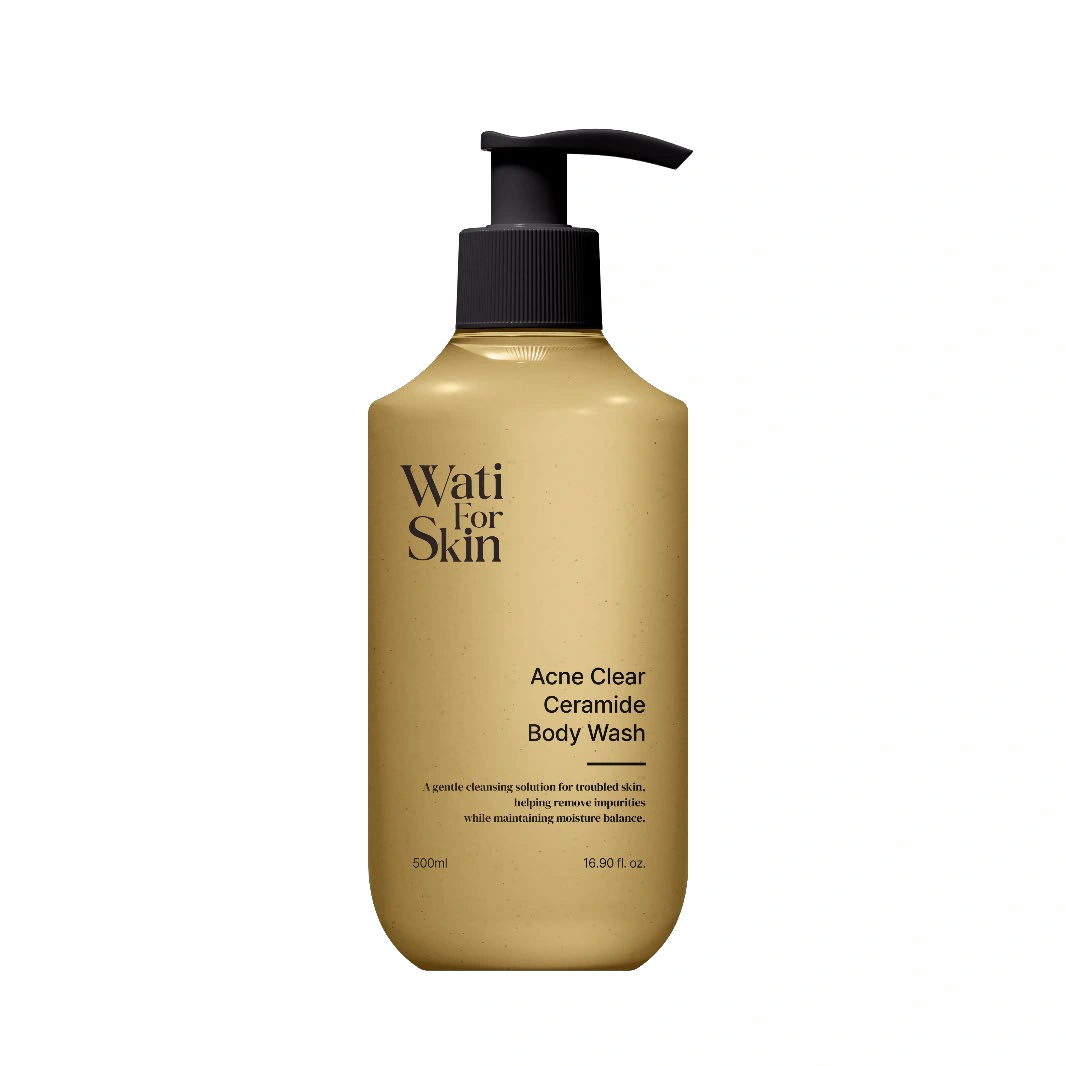 Wati
For
Skin
Acne Clear
Ceramide
Body Wash
A gentle cleansing solution for troubled skin,
helping remove impurities
while maintaining moisture balance.
500ml
16.90 fl. oz.